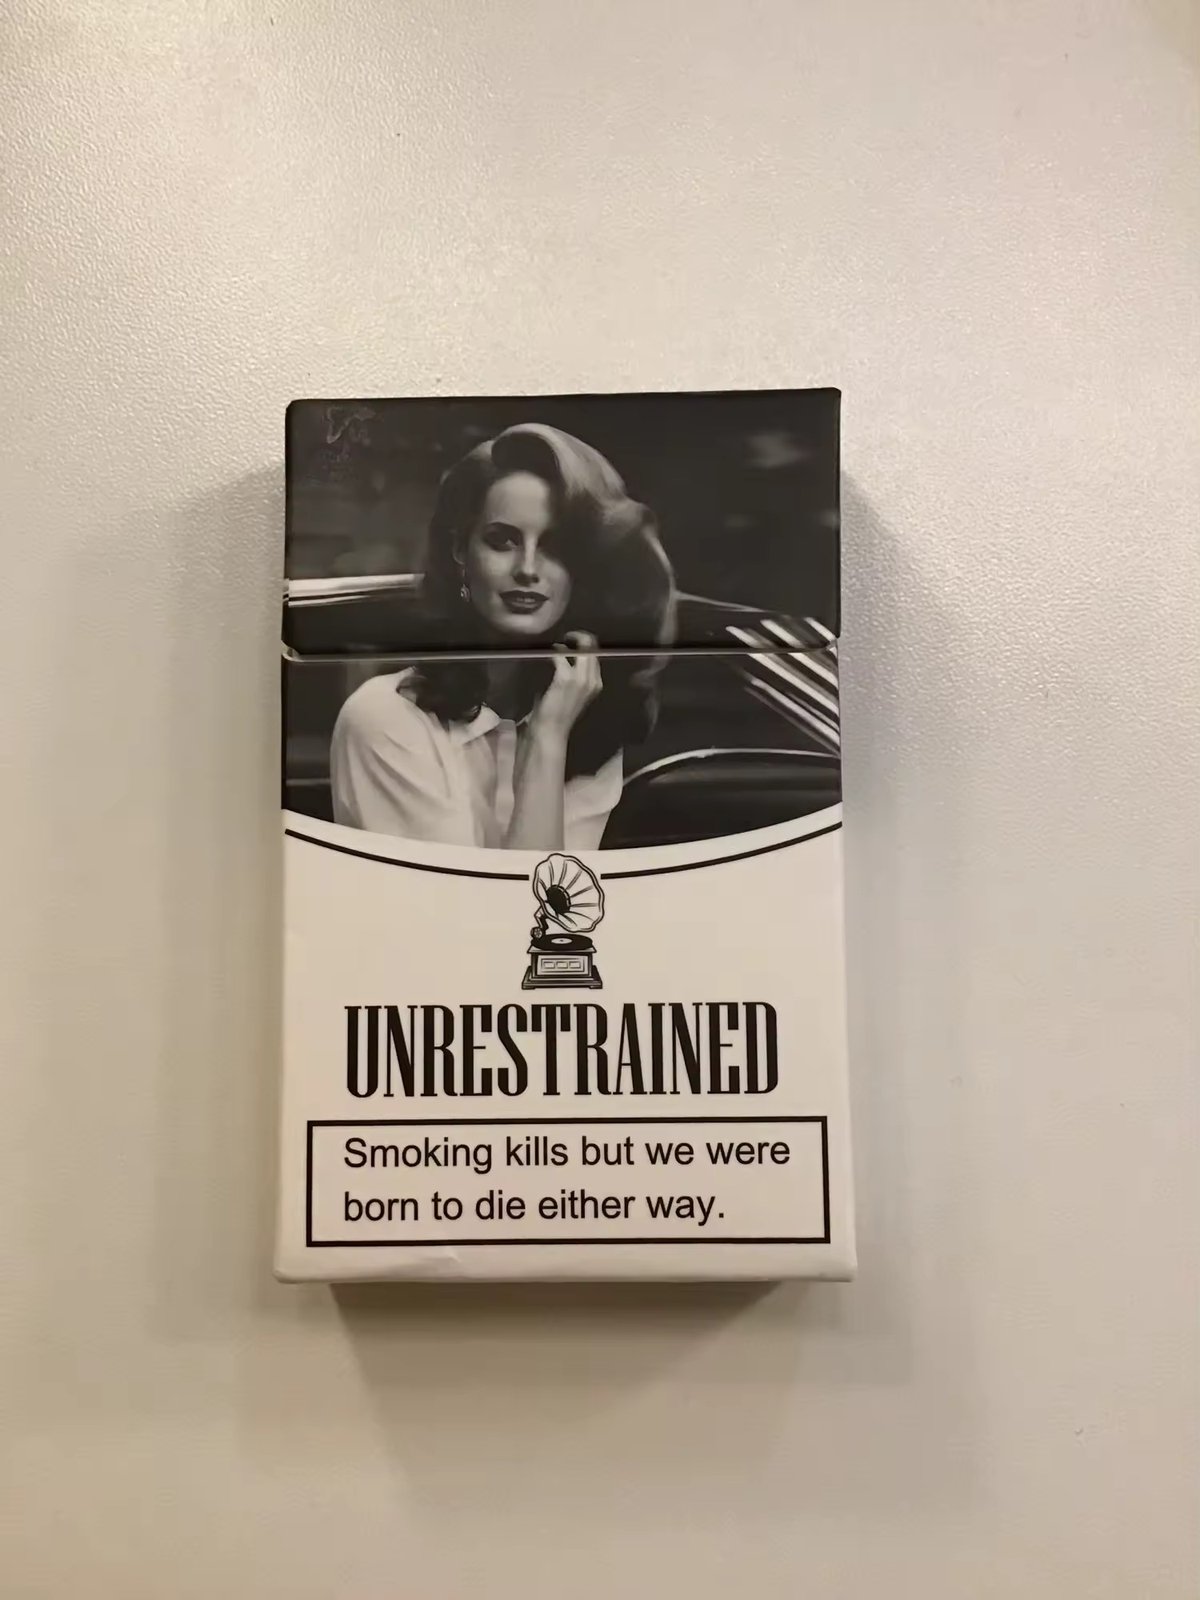 UNRESTRAINED
Smoking kills but we were
born to die either way.